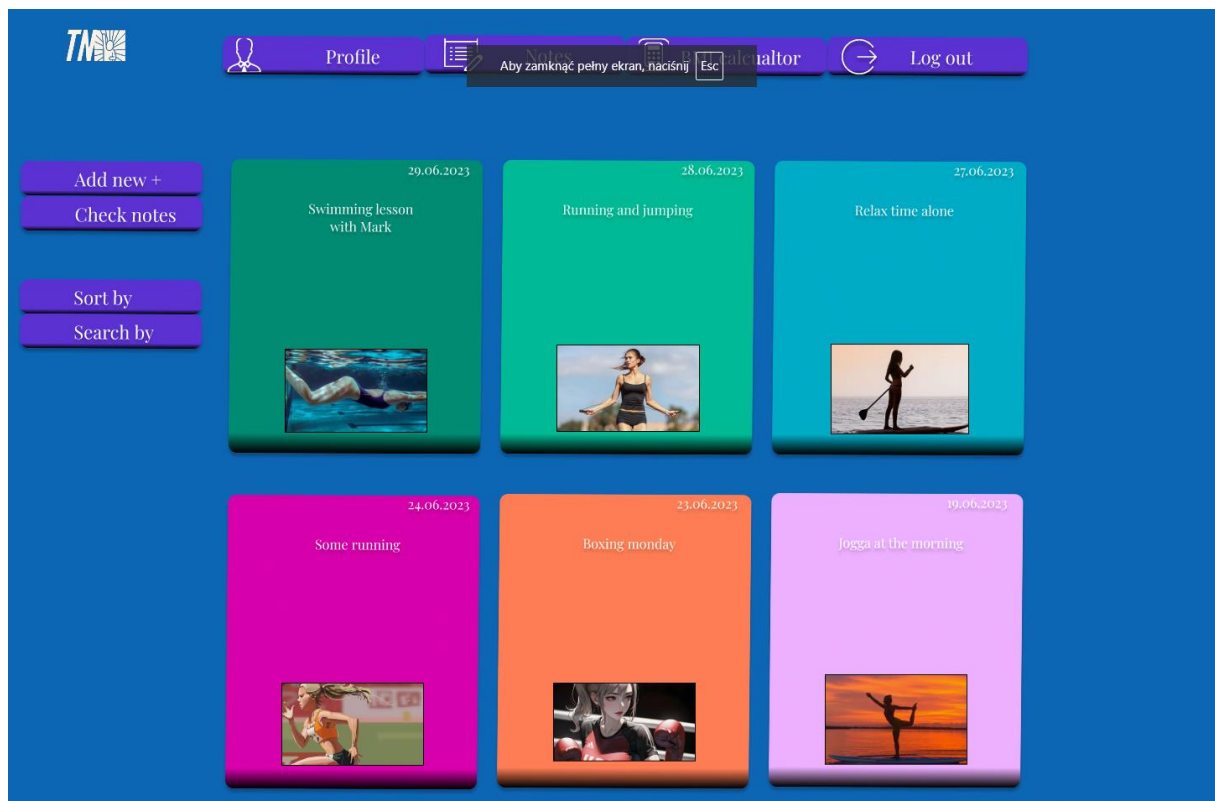 TM
Profile
Notes
BMI calcualtor
Log out
Aby zamknąć pełny ekran, naciśnij Esc
Add new +
Check notes
Sort by
Search by
29.06.2023
Swimming lesson
with Mark
28.06.2023
Running and jumping
27.06.2023
Relax time alone
24.06.2023
Some running
23.06.2023
Boxing monday
19.06.2023
Jogga at the morning